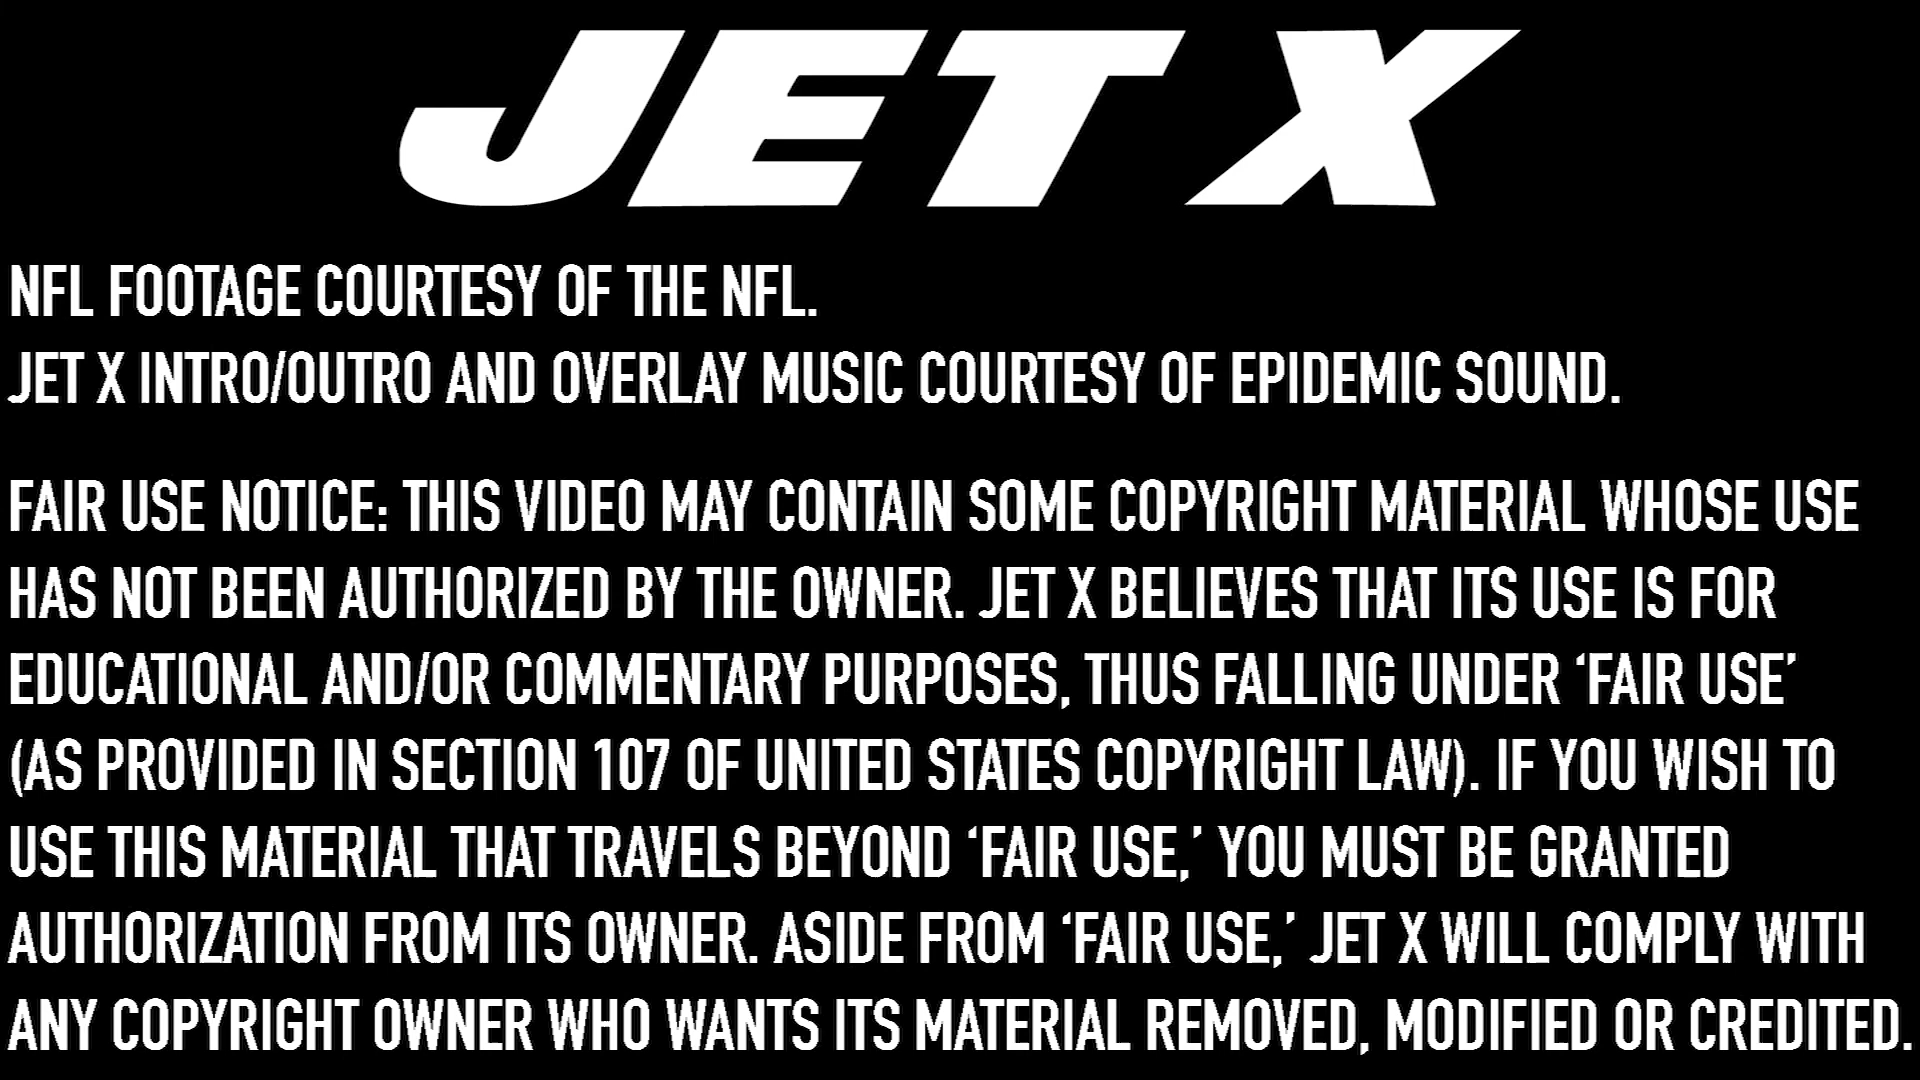 JET X
NFL FOOTAGE COURTESY OF THE NFL.
JET X INTRO/OUTRO AND OVERLAY MUSIC COURTESY OF EPIDEMIC SOUND.
FAIR USE NOTICE: THIS VIDEO MAY CONTAIN SOME COPYRIGHT MATERIAL WHOSE USE
HAS NOT BEEN AUTHORIZED BY THE OWNER. JET X BELIEVES THAT ITS USE IS FOR
EDUCATIONAL AND/OR COMMENTARY PURPOSES, THUS FALLING UNDER ‘FAIR USE’
(AS PROVIDED IN SECTION 107 OF UNITED STATES COPYRIGHT LAW). IF YOU WISH TO
USE THIS MATERIAL THAT TRAVELS BEYOND ‘FAIR USE,’ YOU MUST BE GRANTED
AUTHORIZATION FROM ITS OWNER. ASIDE FROM ‘FAIR USE,’ JET X WILL COMPLY WITH
ANY COPYRIGHT OWNER WHO WANTS ITS MATERIAL REMOVED, MODIFIED OR CREDITED.